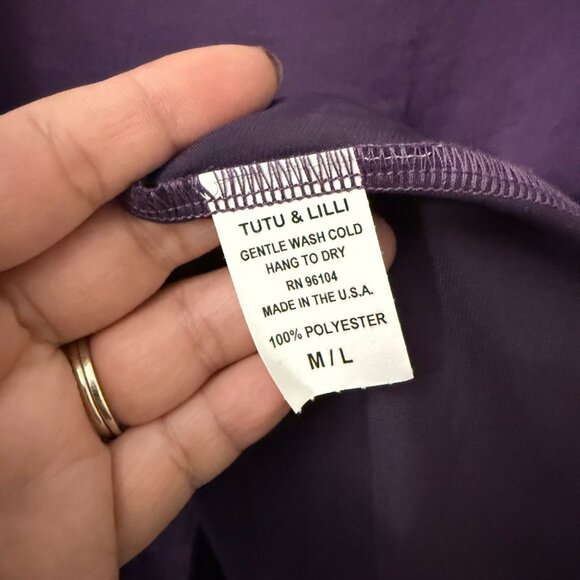 TUTU & LILLI
GENTLE WASH COLD
HANG TO DRY
RN 96104
MADE IN THE U.S.A.
100% POLYESTER
M / L